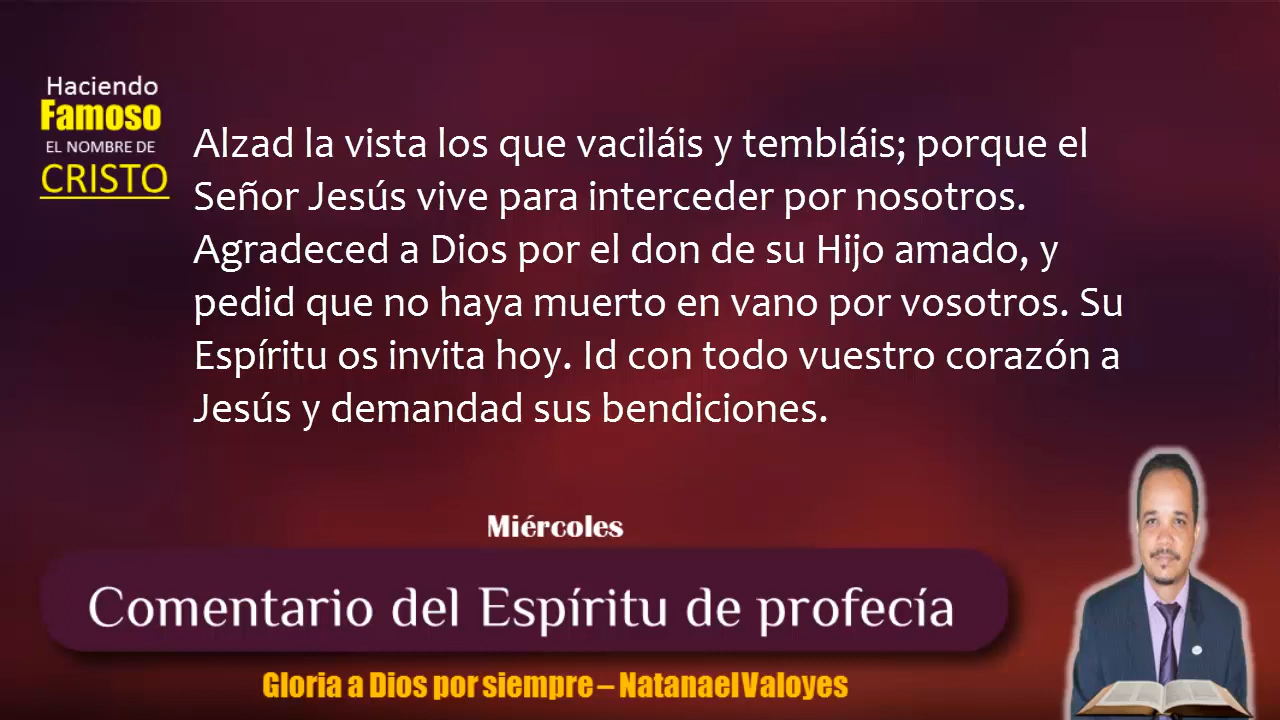 Haciendo
Famoso
EL NOMBRE DE
CRISTO
Alzad la vista los que vaciláis y tembláis; porque el
Señor Jesús vive para interceder por nosotros.
Agradeced a Dios por el don de su Hijo amado, y
pedid que no haya muerto en vano por vosotros. Su
Espíritu os invita hoy. Id con todo vuestro corazón a
Jesús y demandad sus bendiciones.
Miércoles
Comentario del Espíritu de profecía
Gloria a Dios por siempre – Natanael Valoyes